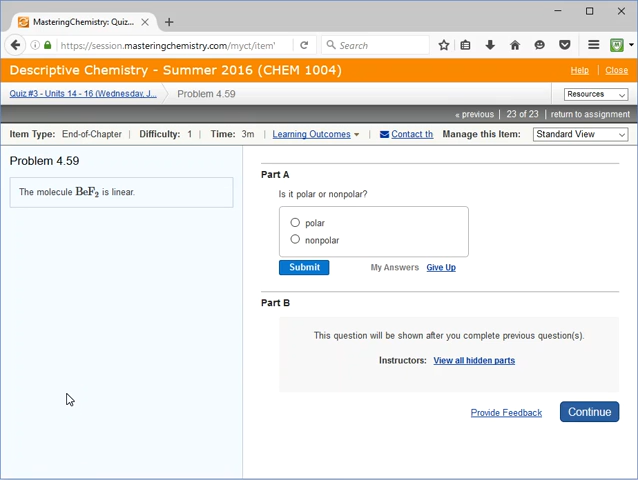 MasteringChemistry: Quiz...
https://session.masteringchemistry.com/myct/item'
Search
Descriptive Chemistry - Summer 2016 (CHEM 1004)
Help | Close
Quiz #3 - Units 14 - 16 (Wednesday, J...
Problem 4.59
Resources
« previous | 23 of 23 | return to assignment
Item Type: End-of-Chapter | Difficulty: 1 | Time: 3m | Learning Outcomes | Contact th
Manage this Item: Standard View
Problem 4.59
The molecule BeF₂ is linear.
Part A
Is it polar or nonpolar?
polar
nonpolar
Submit
My Answers Give Up
Part B
This question will be shown after you complete previous question(s).
Instructors: View all hidden parts
Provide Feedback
Continue